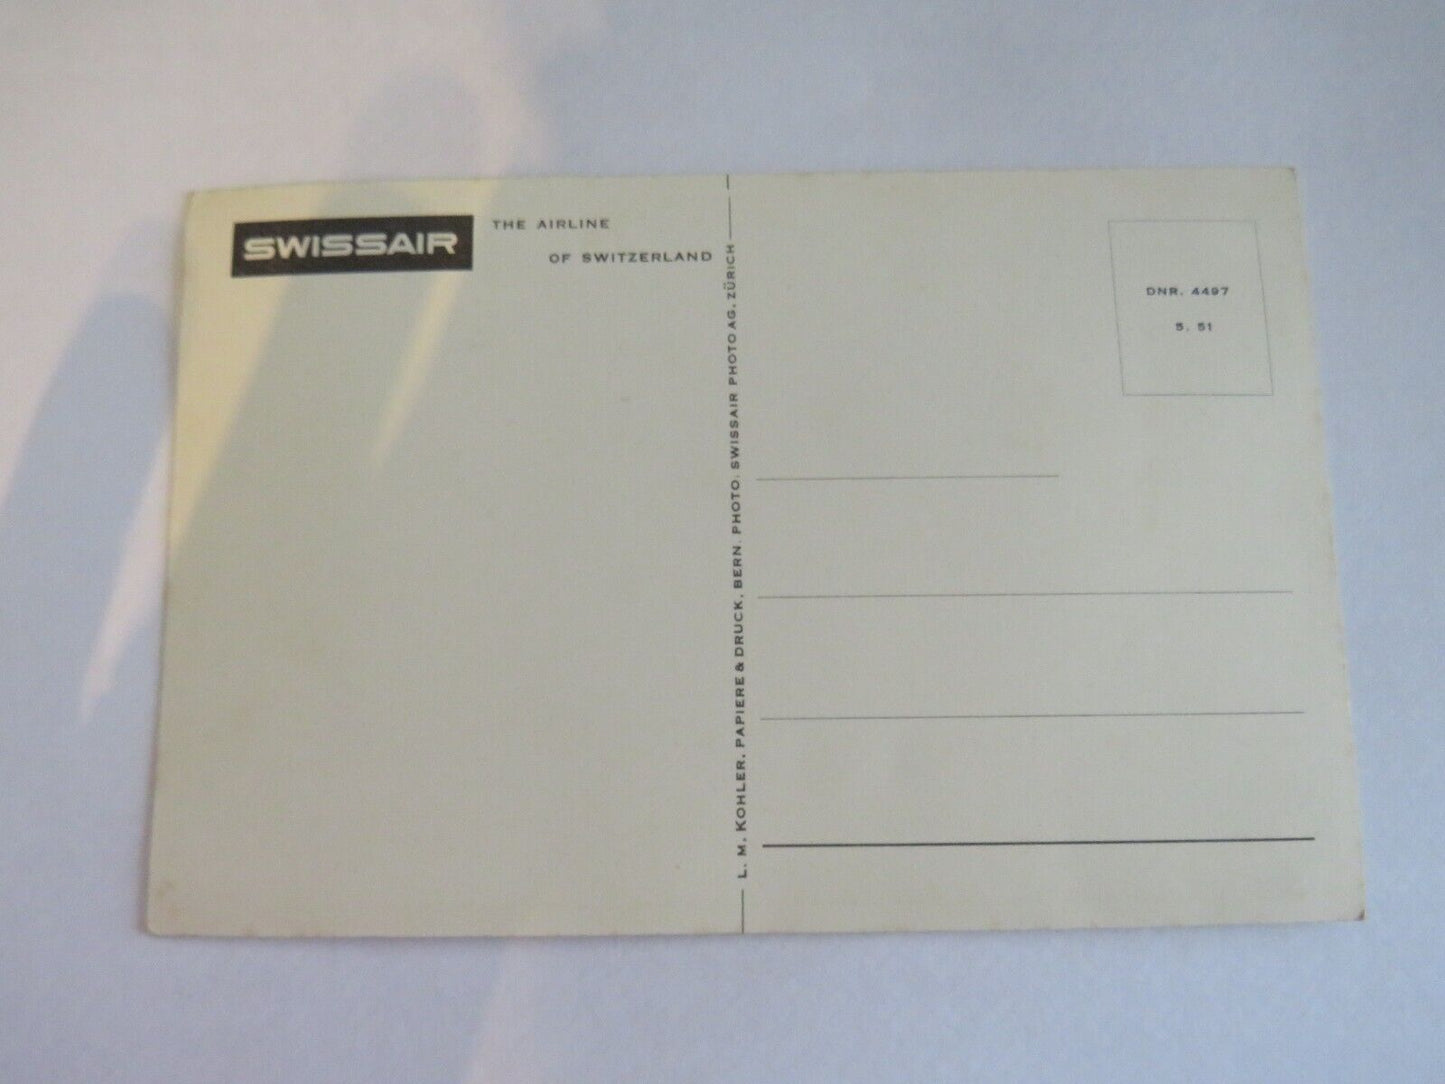 SWISSAIR
THE AIRLINE
OF SWITZERLAND
L. M. KOHLER, PAPIERE & DRUCK, BERN. PHOTO: SWISSAIR PHOTO AG. ZÜRICH
DNR. 4497
5. 51